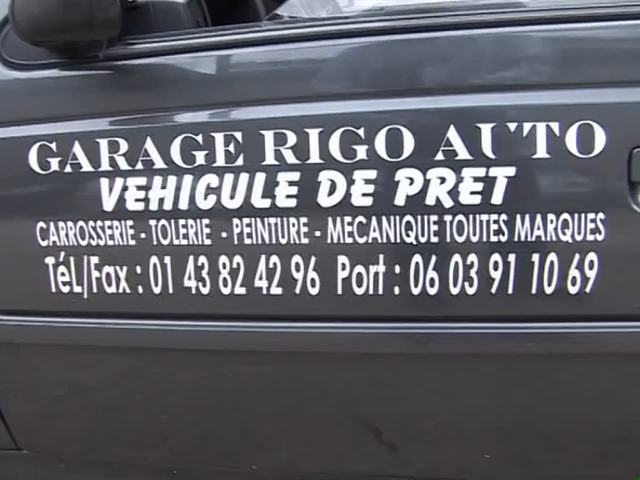 GARAGE RIGO AUTO
VEHICULE DE PRET
CARROSSERIE - TOLERIE - PEINTURE - MECANIQUE TOUTES MARQUES
TéL/Fax : 01 43 82 42 96 Port : 06 03 91 10 69